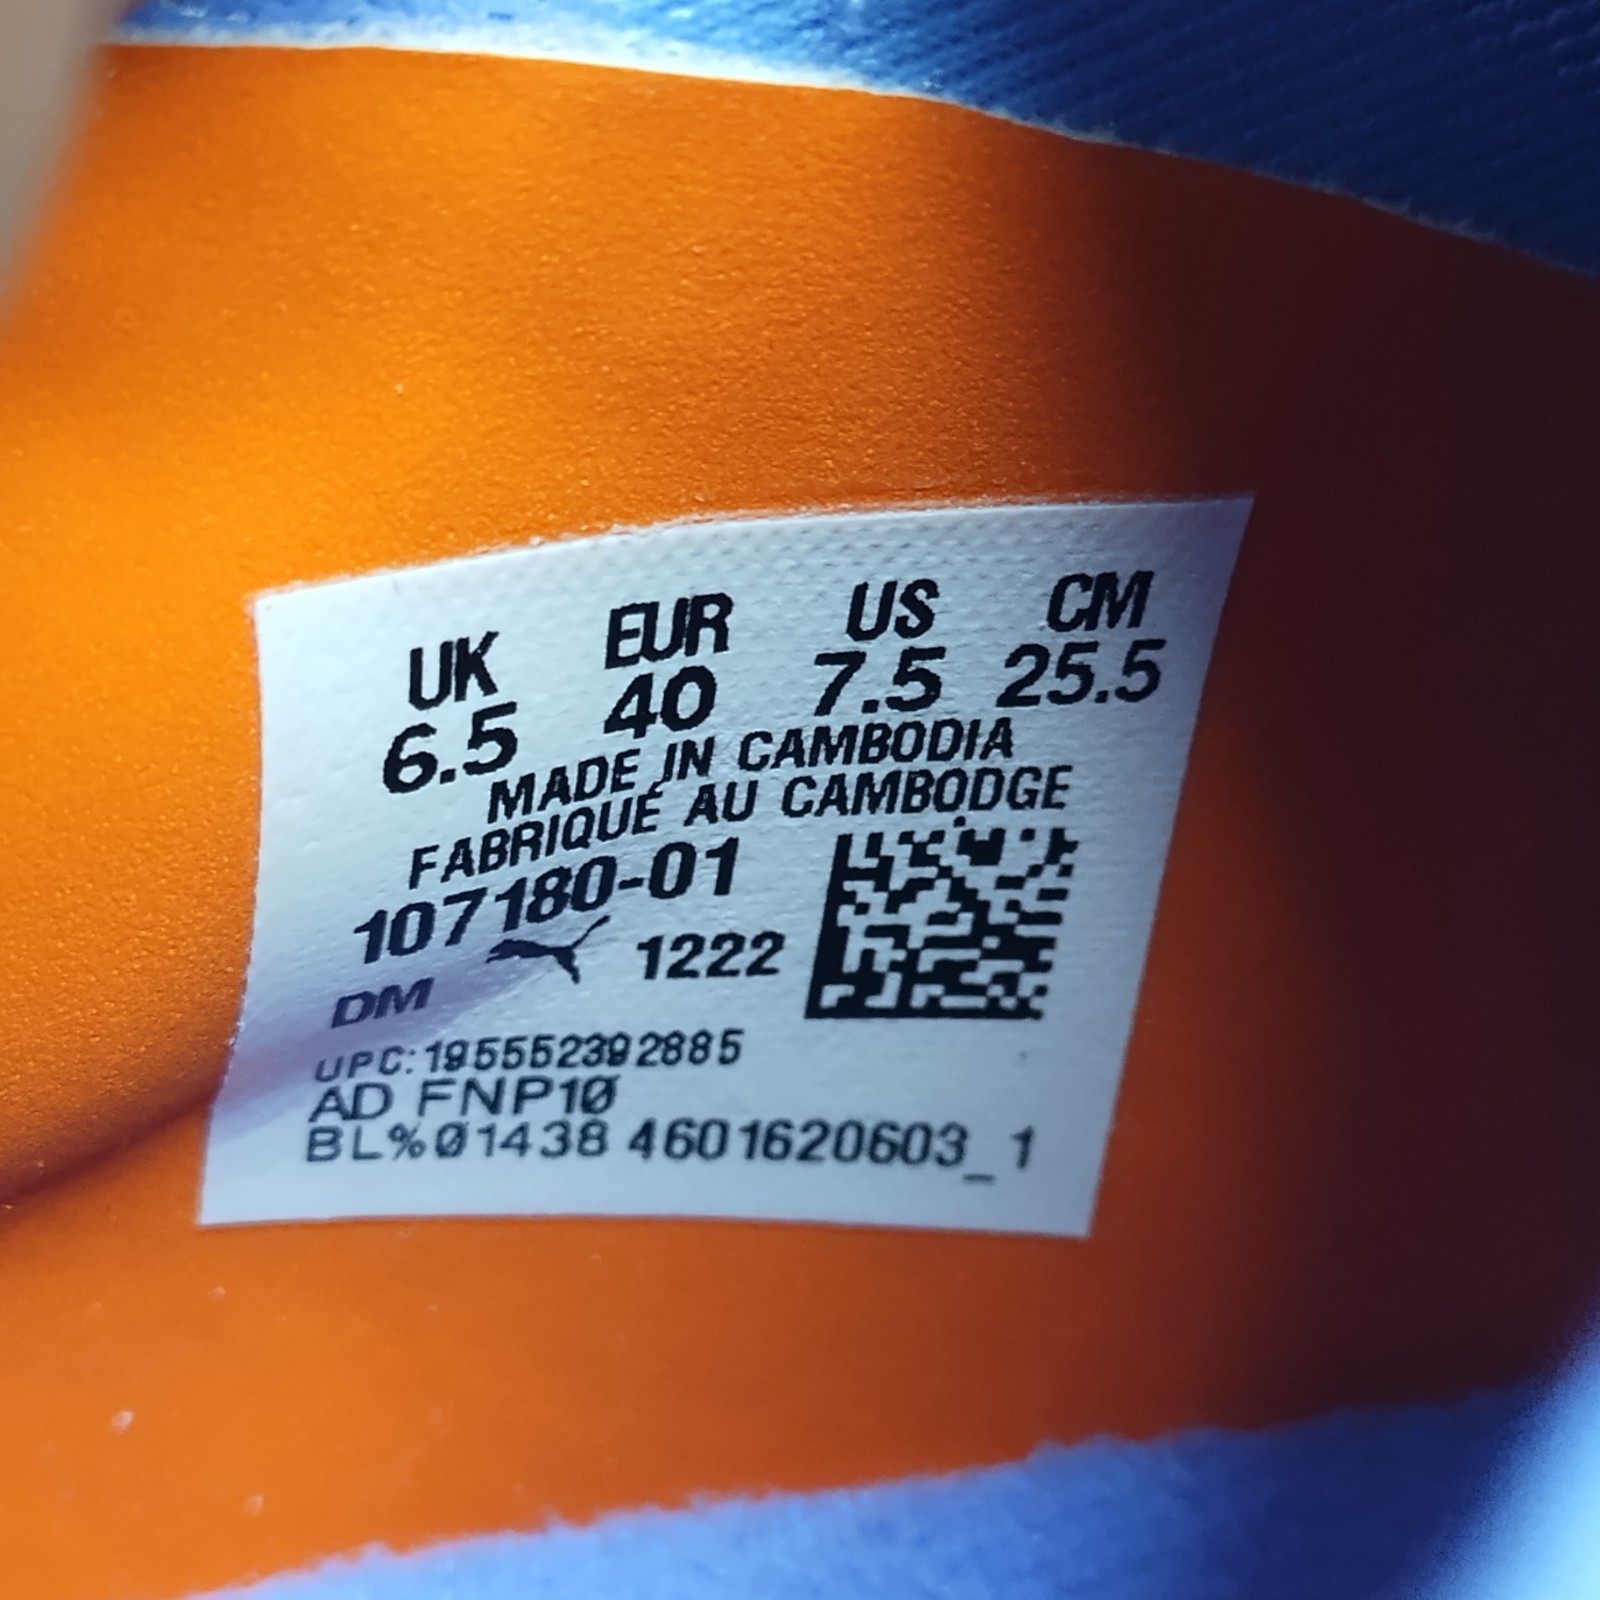 UK EUR US CM
6.5 40 7.5 25.5
MADE IN CAMBODIA
FABRIQUÉ AU CAMBODGE
107180-01
DM 1222
UPC:195552392885
AD FNP10
BL%01438 4601620603_1